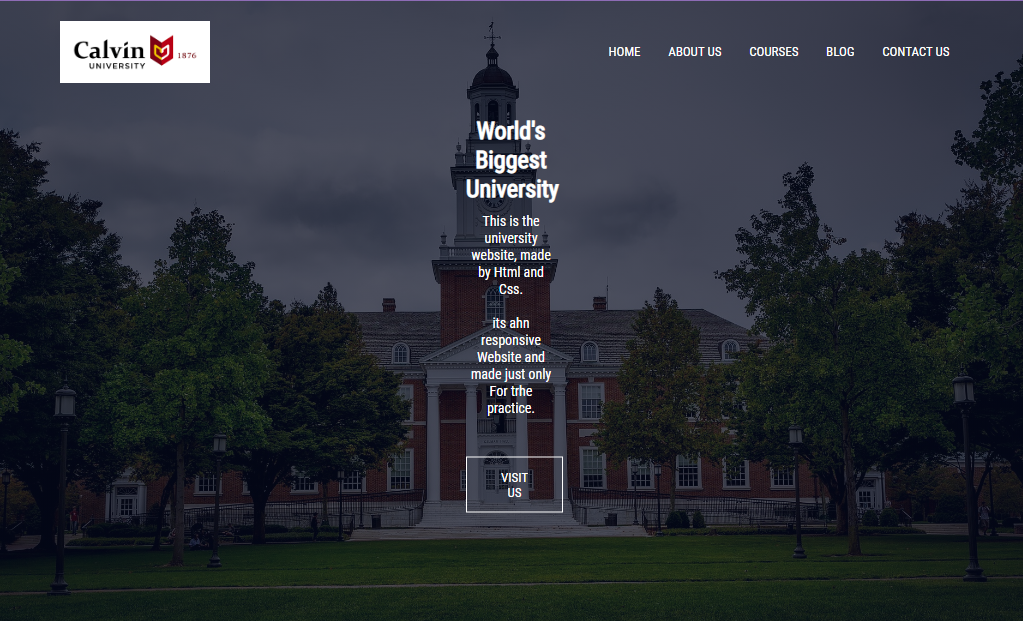 Calvin
UNIVERSITY
1876
HOME
ABOUT US
COURSES
BLOG
CONTACT US
World's
Biggest
University
This is the
university
website, made
by Html and
Css.
its ahn
responsive
Website and
made just only
For trhe
practice.
VISIT
US